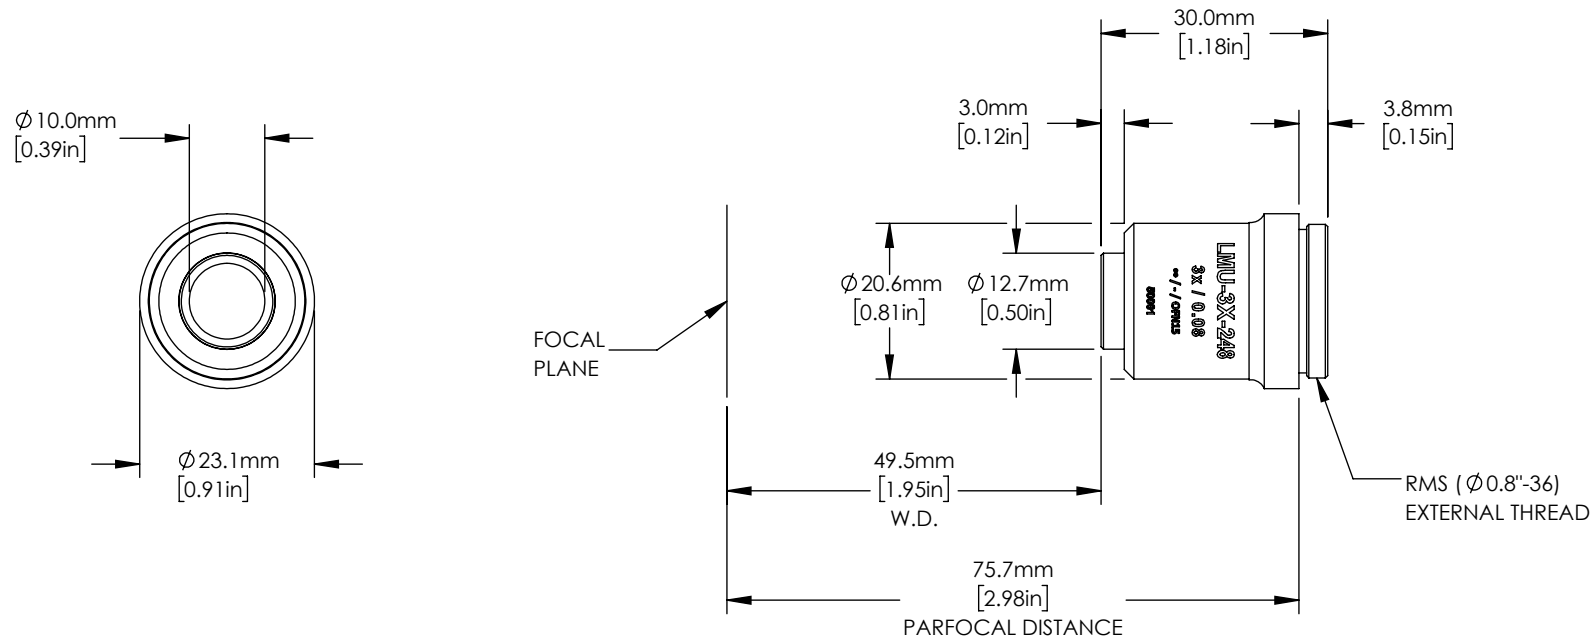 30.0mm
[1.18in]
Ø10.0mm
[0.39in]
3.0mm
[0.12in]
3.8mm
[0.15in]
Ø20.6mm
[0.81in]
Ø12.7mm
[0.50in]
LMU-3X-248
3x / 0.08
∞ / - / OFN15
FOCAL
PLANE
Ø23.1mm
[0.91in]
49.5mm
[1.95in]
W.D.
RMS (Ø0.8"-36)
EXTERNAL THREAD
75.7mm
[2.98in]
PARFOCAL DISTANCE